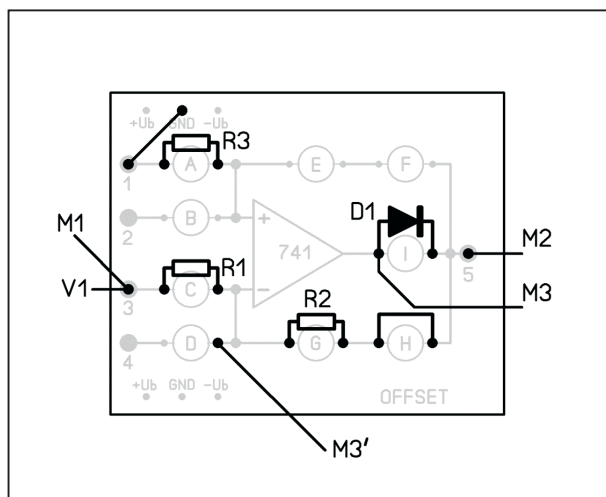 +Ub GND -Ub
R3
1 A E F
D1
2 B +
M1
741 I M2
R1
V1 3 C - 5
R2 M3
4 D G H
+Ub GND -Ub
OFFSET
M3'